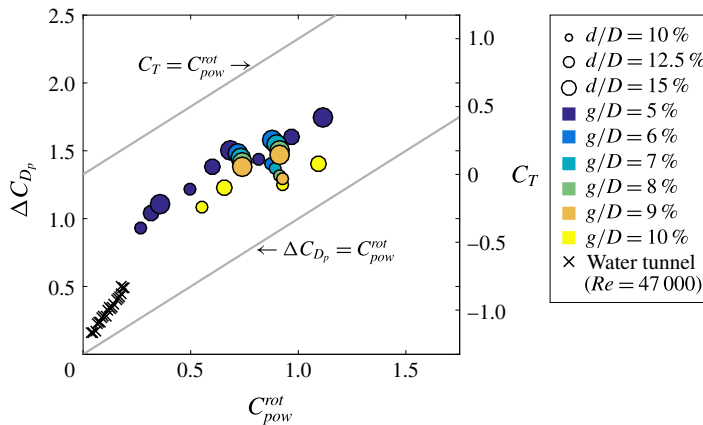 2.5
2.0
1.5
1.0
0.5
0
0.5
1.0
1.5
1.0
0.5
0
−0.5
−1.0
ΔC_{D_p}
C_T
C_{pow}^{rot}
C_T = C_{pow}^{rot} →
← ΔC_{D_p} = C_{pow}^{rot}
d/D = 10 %
d/D = 12.5 %
d/D = 15 %
g/D = 5 %
g/D = 6 %
g/D = 7 %
g/D = 8 %
g/D = 9 %
g/D = 10 %
Water tunnel
(Re = 47 000)